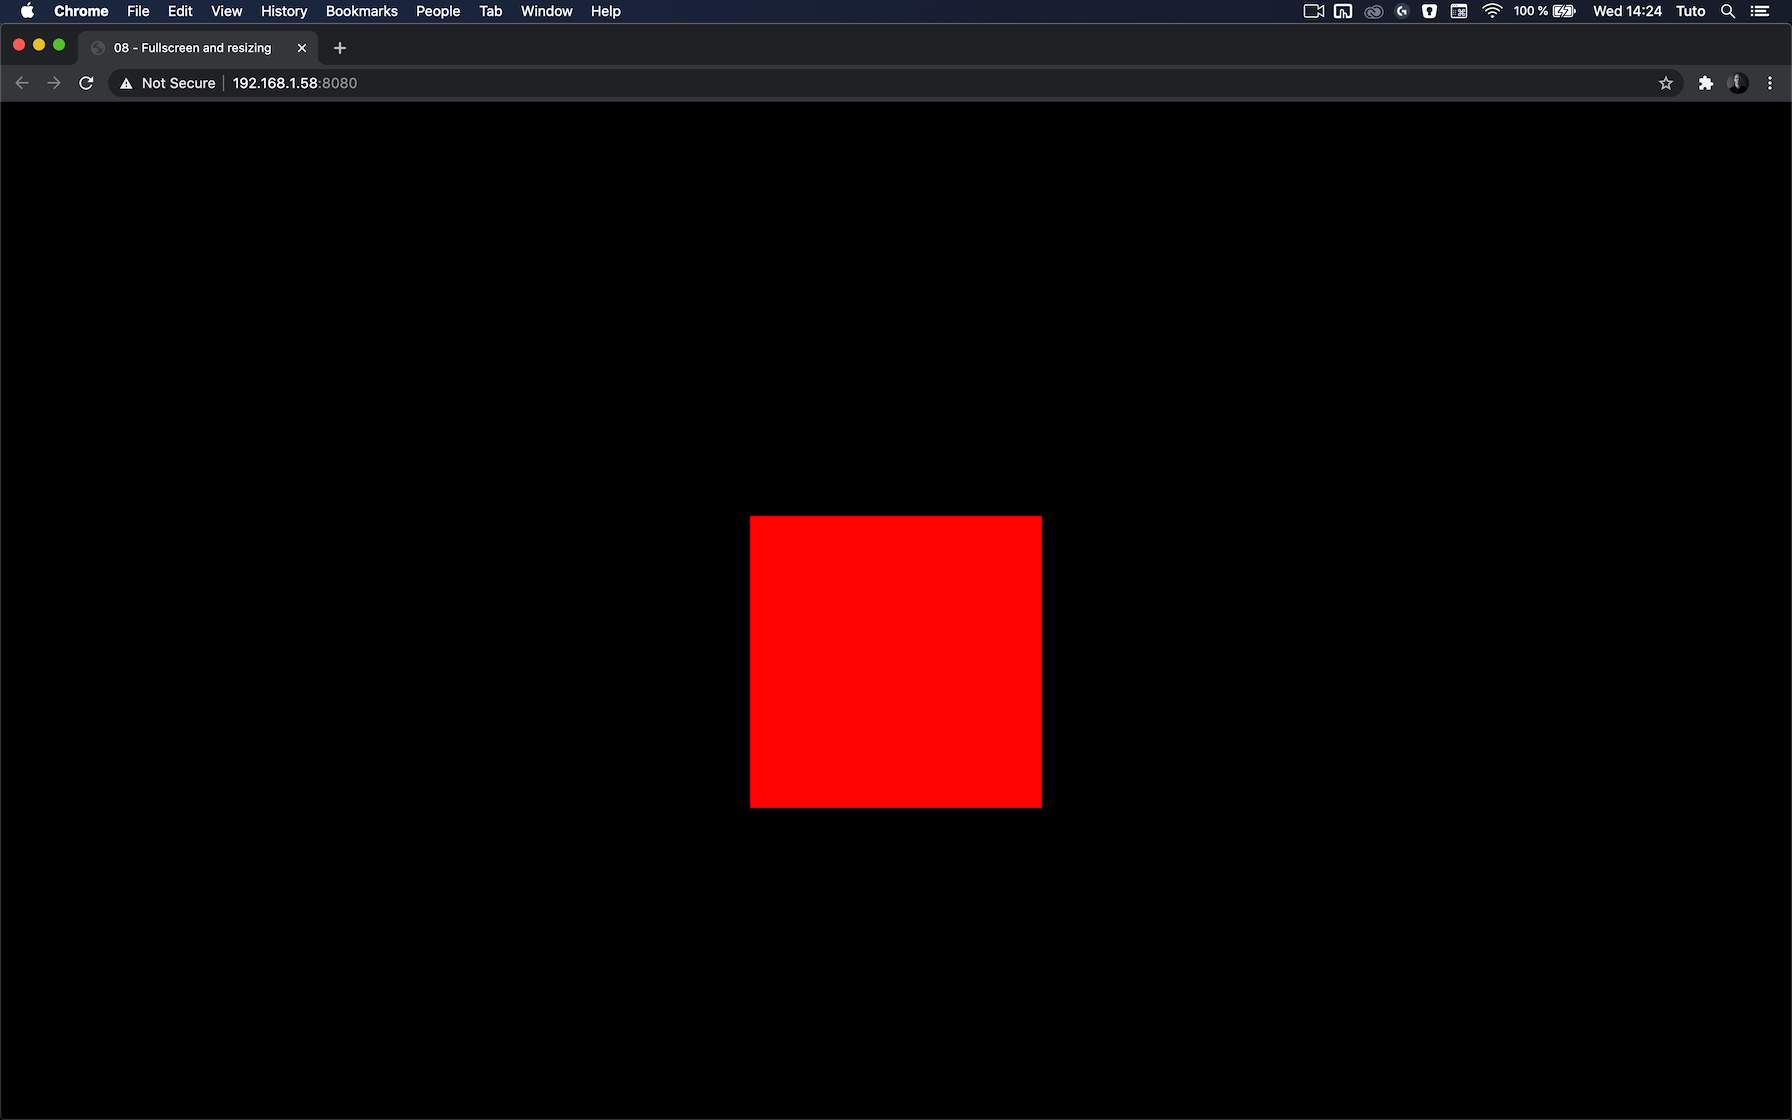 Chrome File Edit View History Bookmarks People Tab Window Help 100 % Wed 14:24 Tuto
08 - Fullscreen and resizing
Not Secure 192.168.1.58:8080